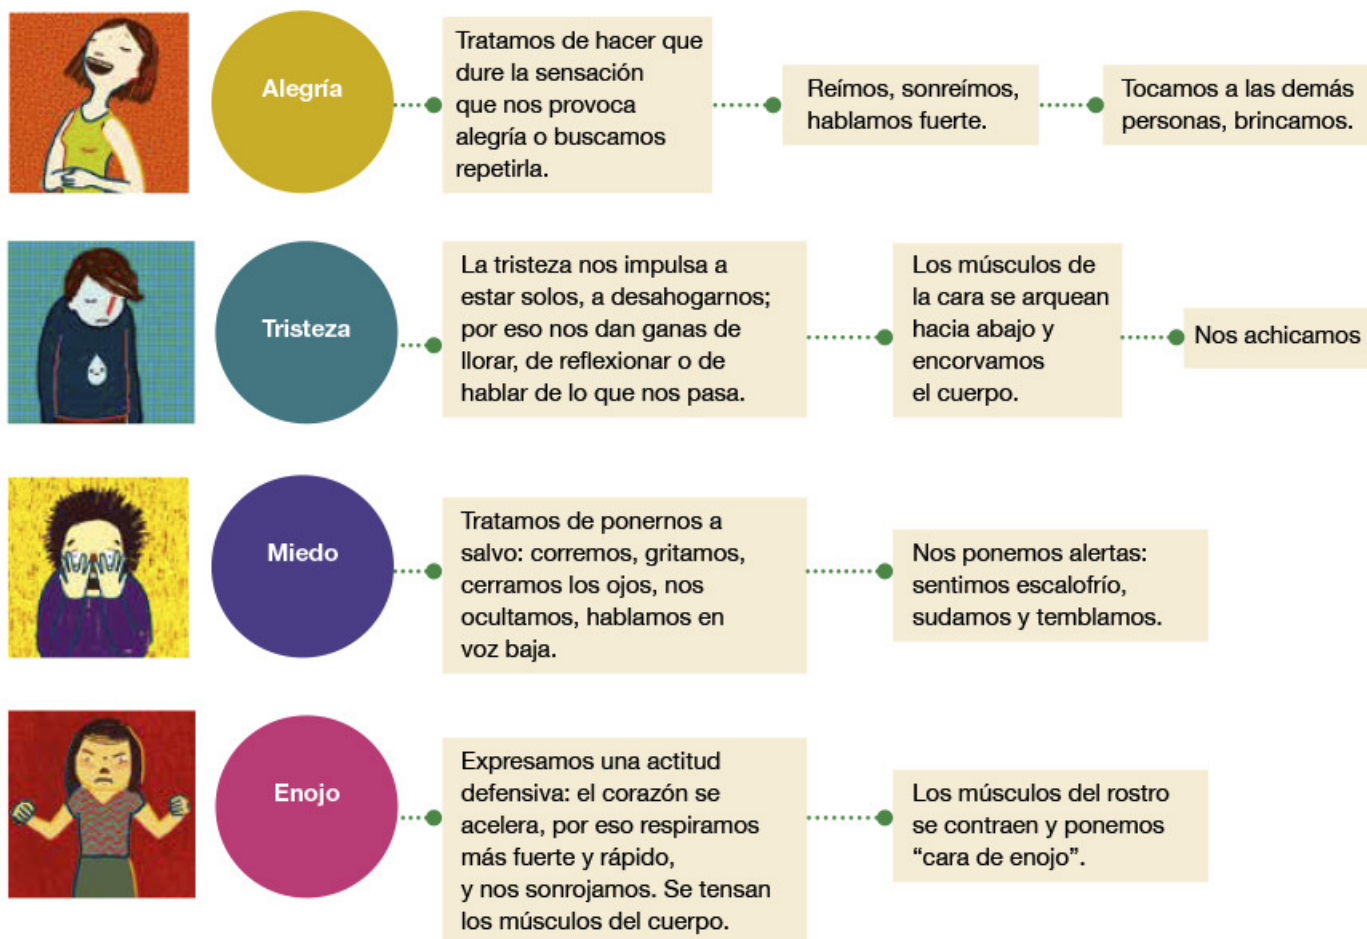 Alegría
Tratamos de hacer que
dure la sensación
que nos provoca
alegría o buscamos
repetirla.
Reímos, sonreímos,
hablamos fuerte.
Tocamos a las demás
personas, brincamos.
Tristeza
La tristeza nos impulsa a
estar solos, a desahogarnos;
por eso nos dan ganas de
llorar, de reflexionar o de
hablar de lo que nos pasa.
Los músculos de
la cara se arquean
hacia abajo y
encorvamos
el cuerpo.
Nos achicamos
Miedo
Tratamos de ponernos a
salvo: corremos, gritamos,
cerramos los ojos, nos
ocultamos, hablamos en
voz baja.
Nos ponemos alertas:
sentimos escalofrío,
sudamos y temblamos.
Enojo
Expresamos una actitud
defensiva: el corazón se
acelera, por eso respiramos
más fuerte y rápido,
y nos sonrojamos. Se tensan
los músculos del cuerpo.
Los músculos del rostro
se contraen y ponemos
“cara de enojo”.